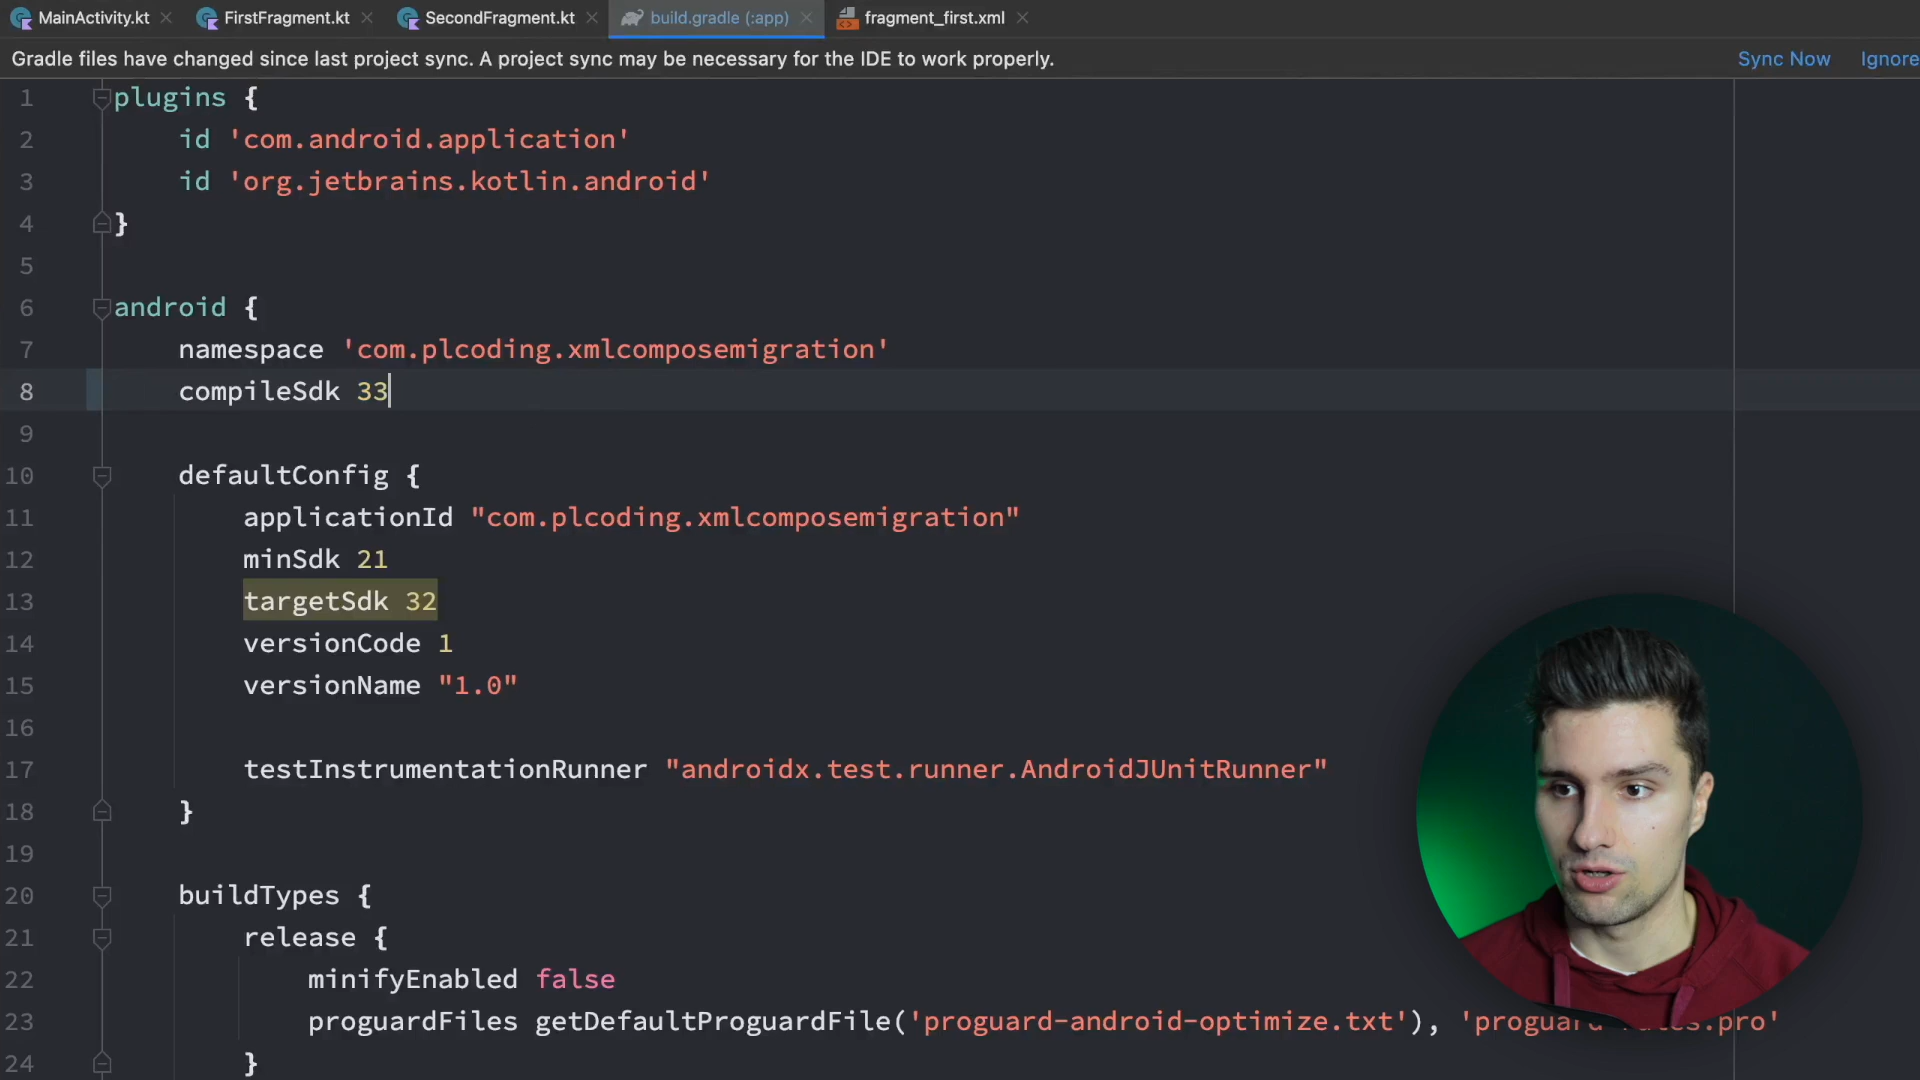 MainActivity.kt FirstFragment.kt SecondFragment.kt build.gradle (:app) fragment_first.xml
Gradle files have changed since last project sync. A project sync may be necessary for the IDE to work properly. Sync Now Ignore
1 plugins {
2 id 'com.android.application'
3 id 'org.jetbrains.kotlin.android'
4 }
5
6 android {
7 namespace 'com.plcoding.xmlcomposemigration'
8 compileSdk 33
9
10 defaultConfig {
11 applicationId "com.plcoding.xmlcomposemigration"
12 minSdk 21
13 targetSdk 32
14 versionCode 1
15 versionName "1.0"
16
17 testInstrumentationRunner "androidx.test.runner.AndroidJUnitRunner"
18 }
19
20 buildTypes {
21 release {
22 minifyEnabled false
23 proguardFiles getDefaultProguardFile('proguard-android-optimize.txt'),
24 }